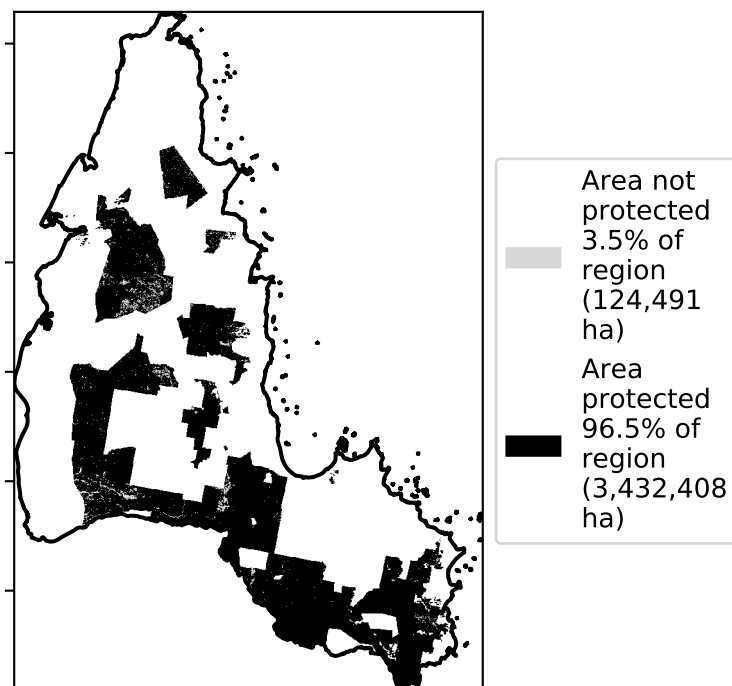 Area not
protected
3.5% of
region
(124,491
ha)
Area
protected
96.5% of
region
(3,432,408
ha)